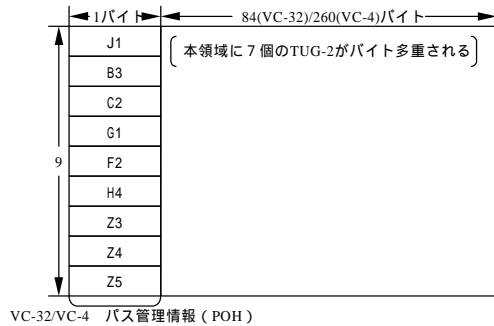 1バイト
84(VC-32)/260(VC-4)バイト
J1
本領域に7個のTUG-2がバイト多重される
B3
C2
G1
9
F2
H4
Z3
Z4
Z5
VC-32/VC-4 パス管理情報(POH)